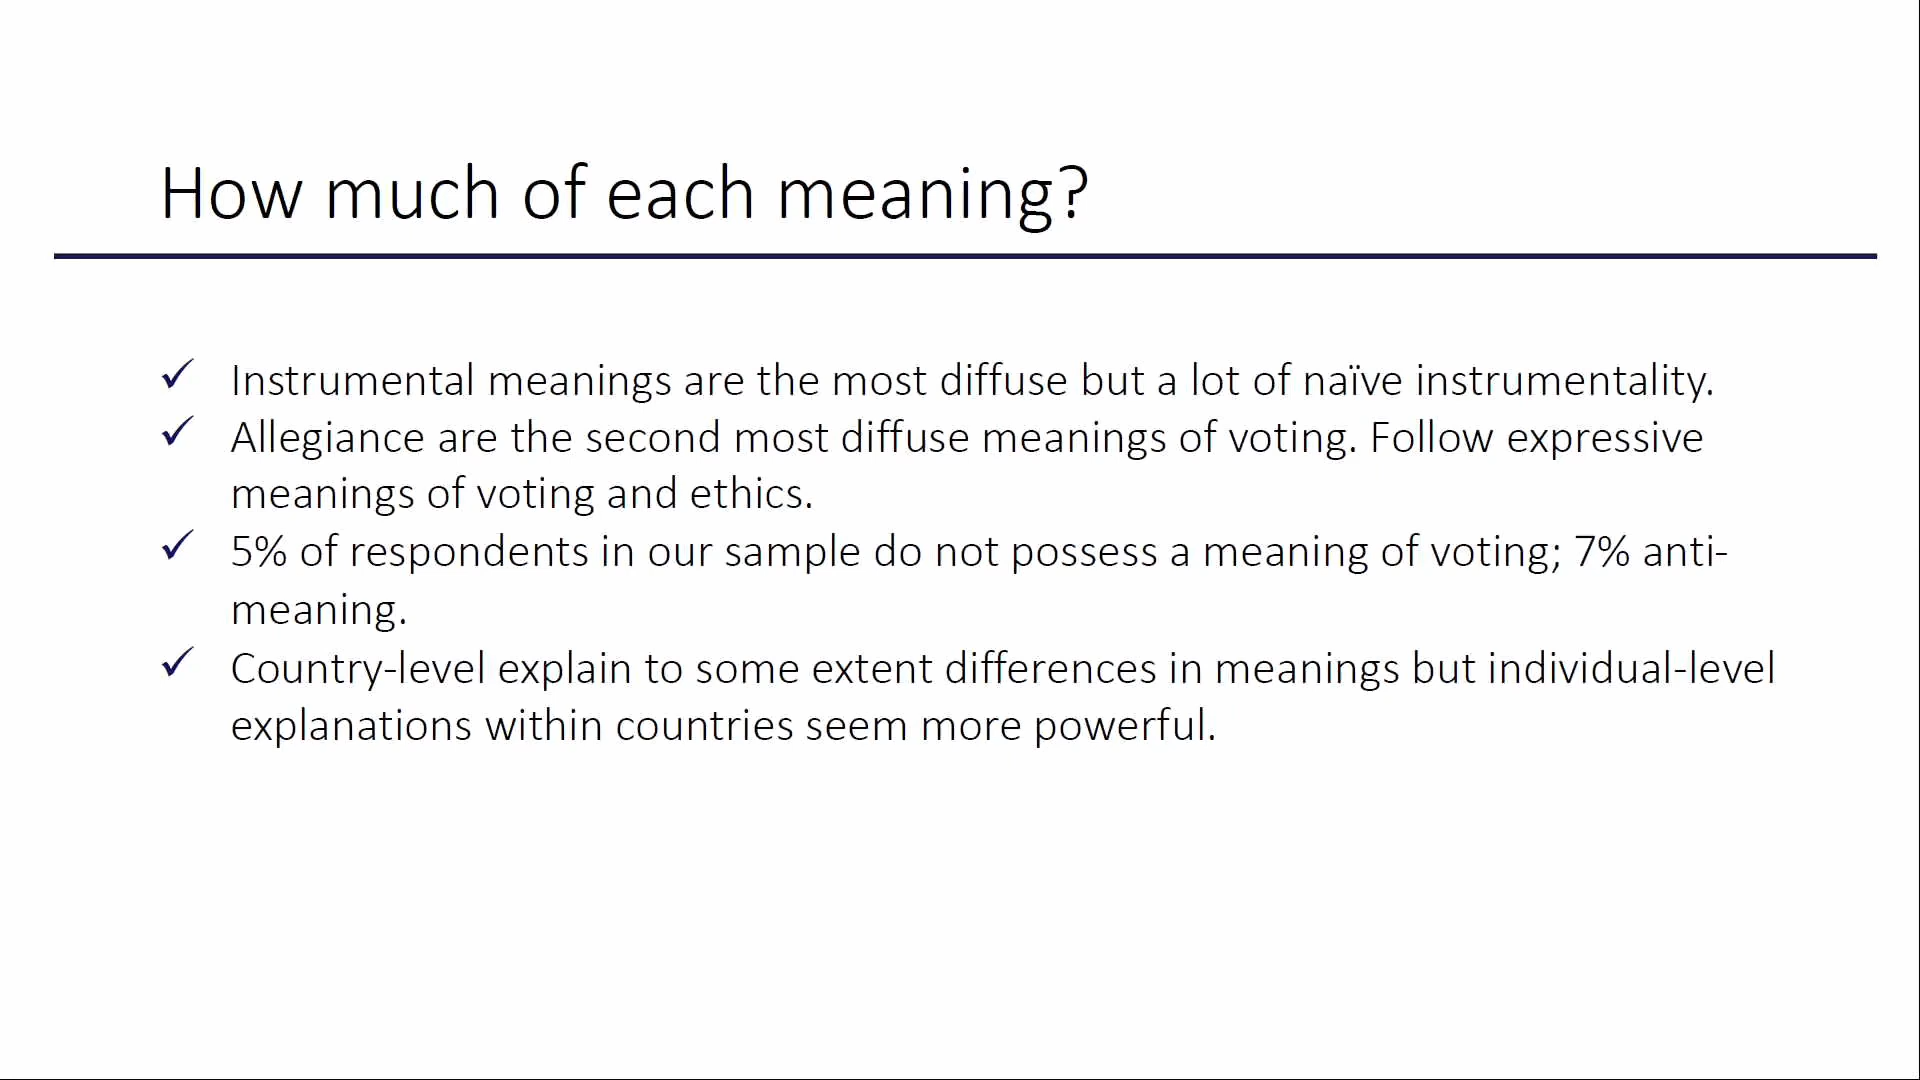 How much of each meaning?
✓ Instrumental meanings are the most diffuse but a lot of naïve instrumentality.
✓ Allegiance are the second most diffuse meanings of voting. Follow expressive
meanings of voting and ethics.
✓ 5% of respondents in our sample do not possess a meaning of voting; 7% anti-
meaning.
✓ Country-level explain to some extent differences in meanings but individual-level
explanations within countries seem more powerful.